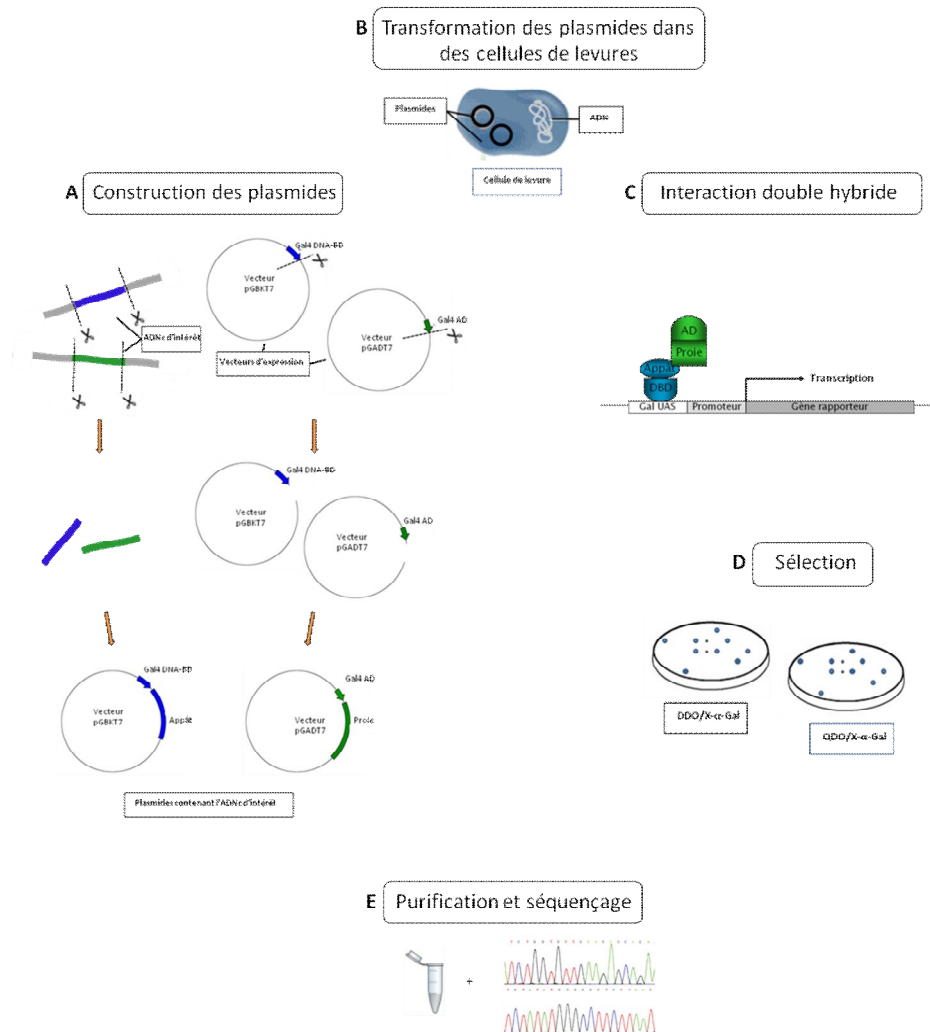 B Transformation des plasmides dans
des cellules de levures
Plasmides
ADN
Cellule de levure
A Construction des plasmides
Gal4 DNA-BD
Vecteur
pGBKT7
ADNc d'intérêt
Vecteurs d'expression
Gal4 AD
Vecteur
pGADT7
Gal4 DNA-BD
Vecteur
pGBKT7
Gal4 AD
Vecteur
pGADT7
Gal4 DNA-BD
Vecteur
pGBKT7
Appât
Gal4 AD
Vecteur
pGADT7
Proie
Plasmides contenant l'ADNc d'intérêt
C Interaction double hybride
AD
Proie
Appât
DBD
Transcription
Gal UAS
Promoteur
Gène rapporteur
D Sélection
DDO/X-α-Gal
QDO/X-α-Gal
E Purification et séquençage
+